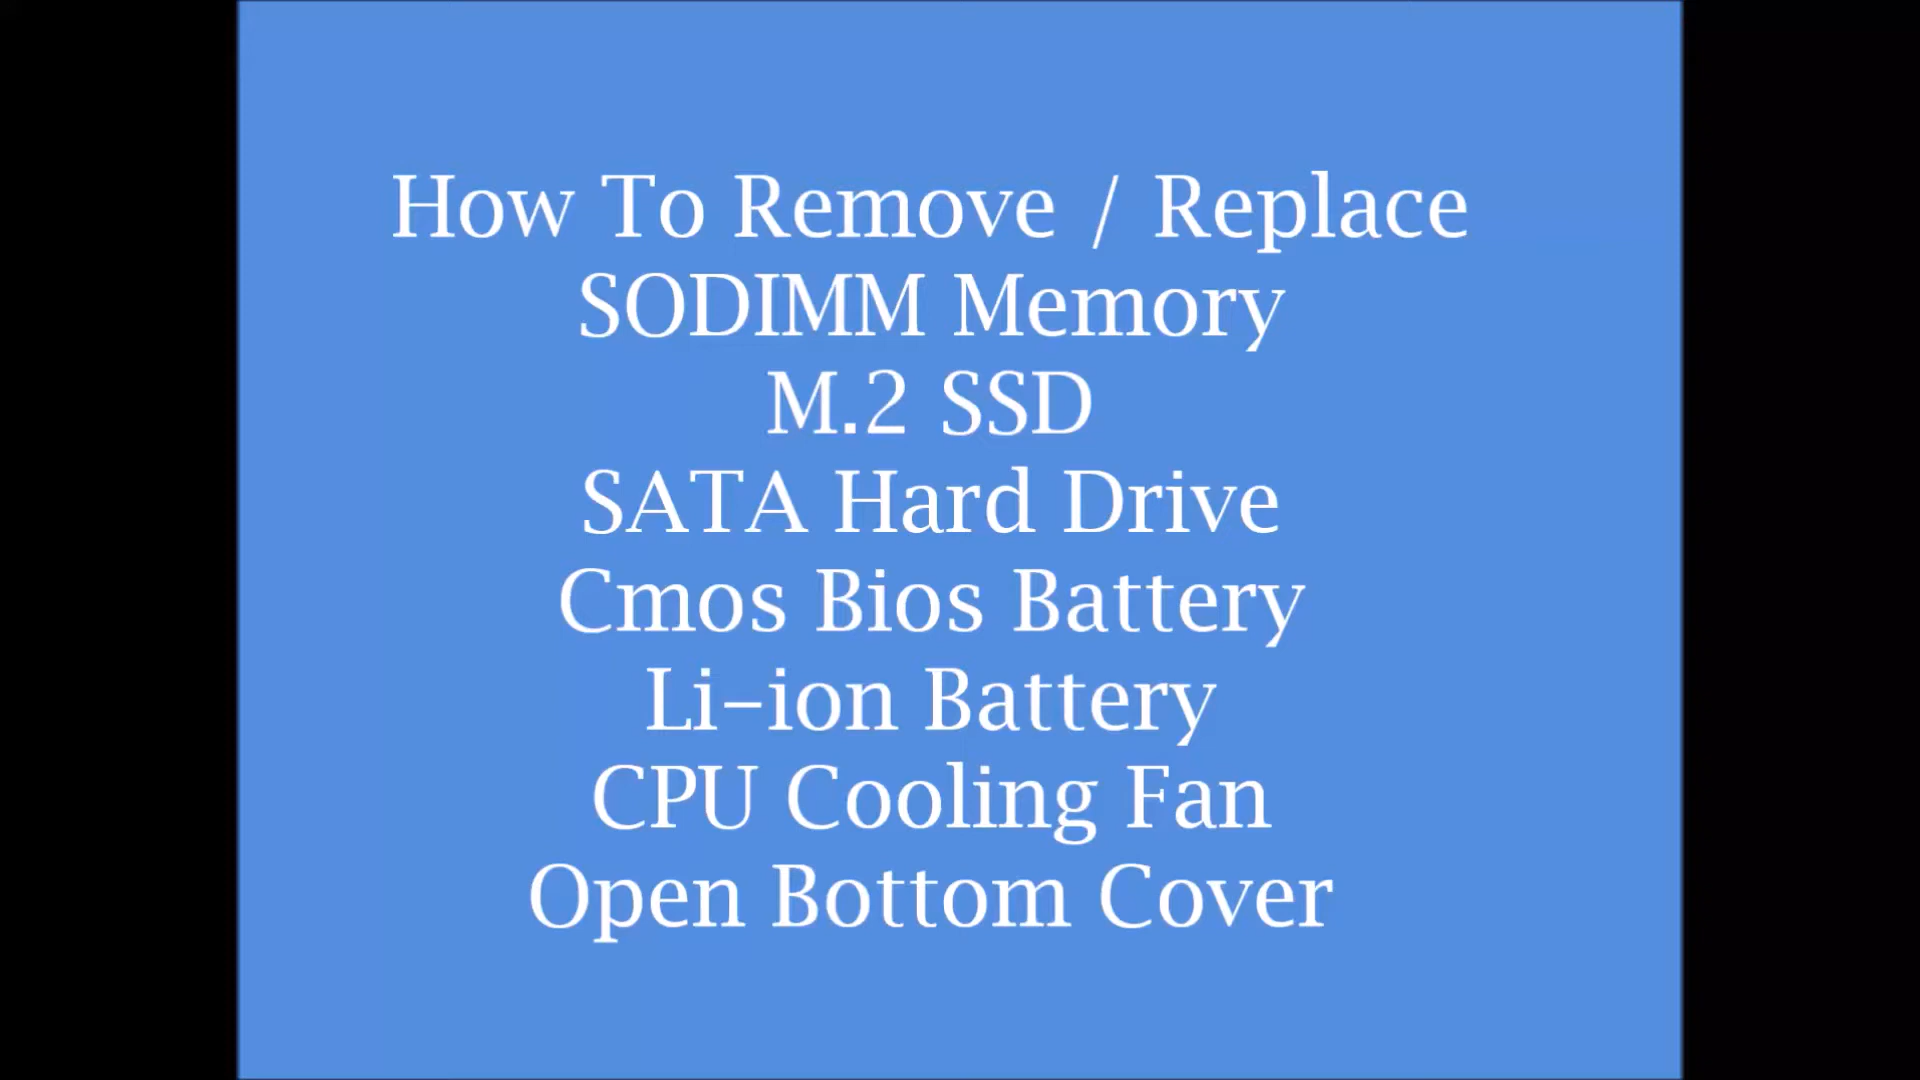 How To Remove / Replace
SODIMM Memory
M.2 SSD
SATA Hard Drive
Cmos Bios Battery
Li-ion Battery
CPU Cooling Fan
Open Bottom Cover